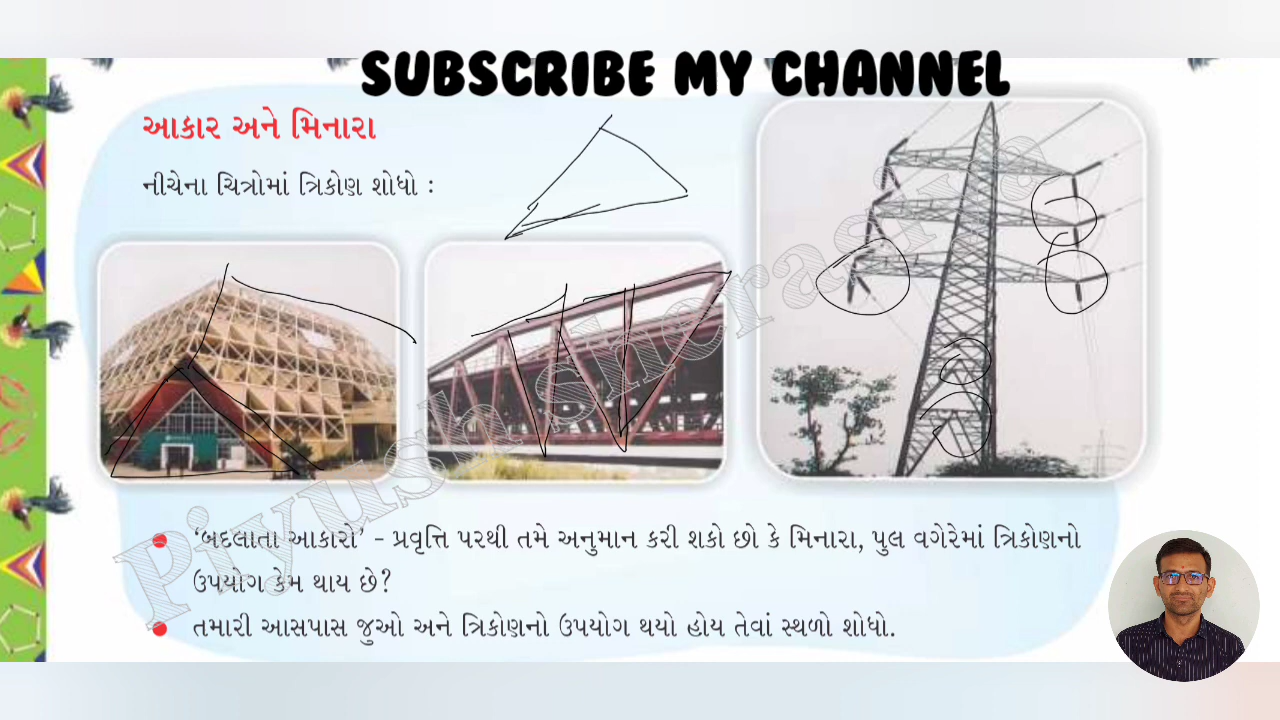 SUBSCRIBE MY CHANNEL
આકાર અને મિનારા
નીચેના ચિત્રોમાં ત્રિકોણ શોધો :
Piyush
‘બદલાતા આકારો’ - પ્રવૃત્તિ પરથી તમે અનુમાન કરી શકો છો કે મિનારા, પુલ વગેરેમાં ત્રિકોણનો
ઉપયોગ કેમ થાય છે?
તમારી આસપાસ જુઓ અને ત્રિકોણનો ઉપયોગ થયો હોય તેવાં સ્થળો શોધો.